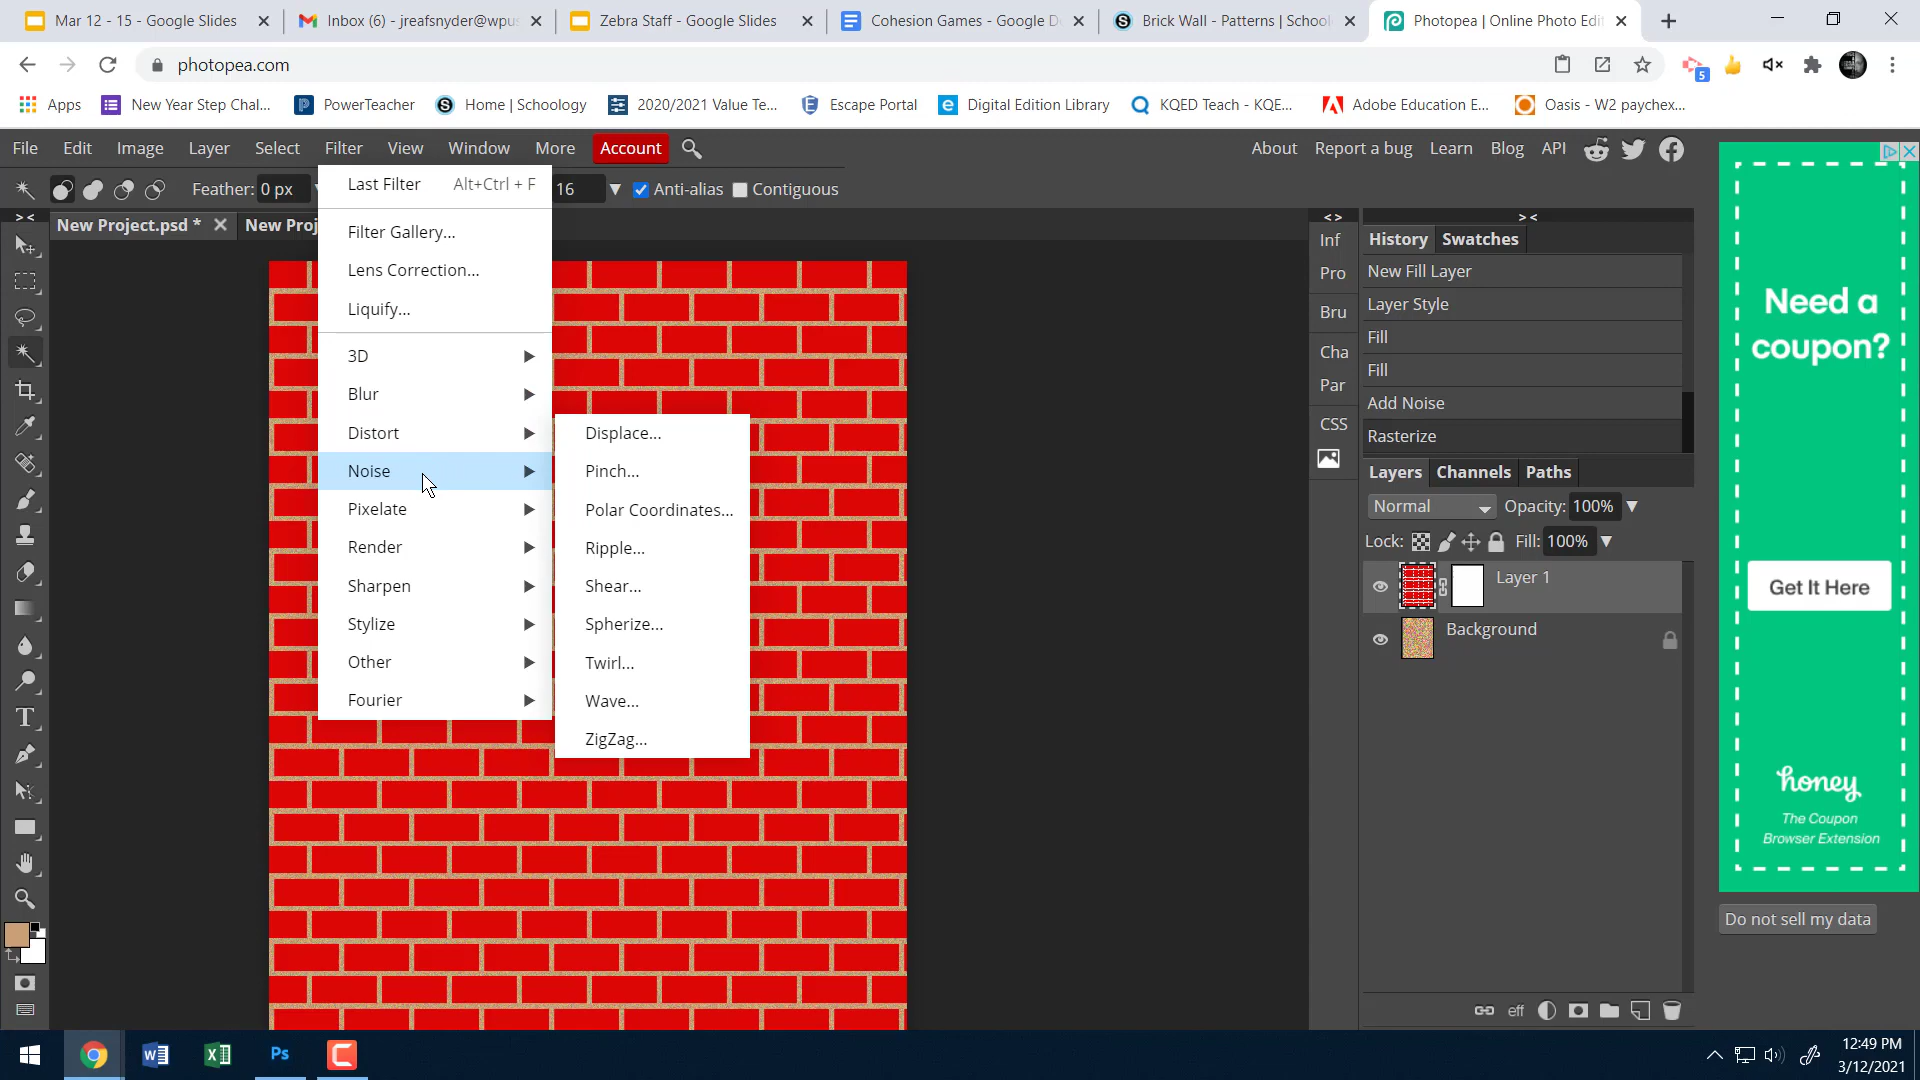 Mar 12 - 15 - Google Slides
Inbox (6) - jreafsnyder@wpus
Zebra Staff - Google Slides
Cohesion Games - Google D
Brick Wall - Patterns | School
Photopea | Online Photo Edit
photopea.com
5
Apps
New Year Step Chal...
PowerTeacher
Home | Schoology
2020/2021 Value Te...
Escape Portal
Digital Edition Library
KQED Teach - KQE...
Adobe Education E...
Oasis - W2 paychex...
File Edit Image Layer Select Filter View Window More Account
About Report a bug Learn Blog API
Feather: 0 px
16
Anti-alias
Contiguous
New Project.psd *
New Proj
Last Filter Alt+Ctrl + F
Filter Gallery...
Lens Correction...
Liquify...
3D
Blur
Distort
Noise
Pixelate
Render
Sharpen
Stylize
Other
Fourier
Displace...
Pinch...
Polar Coordinates...
Ripple...
Shear...
Spherize...
Twirl...
Wave...
ZigZag...
Inf
Pro
Bru
Cha
Par
CSS
History Swatches
New Fill Layer
Layer Style
Fill
Fill
Add Noise
Rasterize
Layers Channels Paths
Normal Opacity: 100%
Lock: Fill: 100%
Layer 1
Background
eff
Need a
coupon?
Get It Here
honey
The Coupon
Browser Extension
Do not sell my data
12:49 PM
3/12/2021